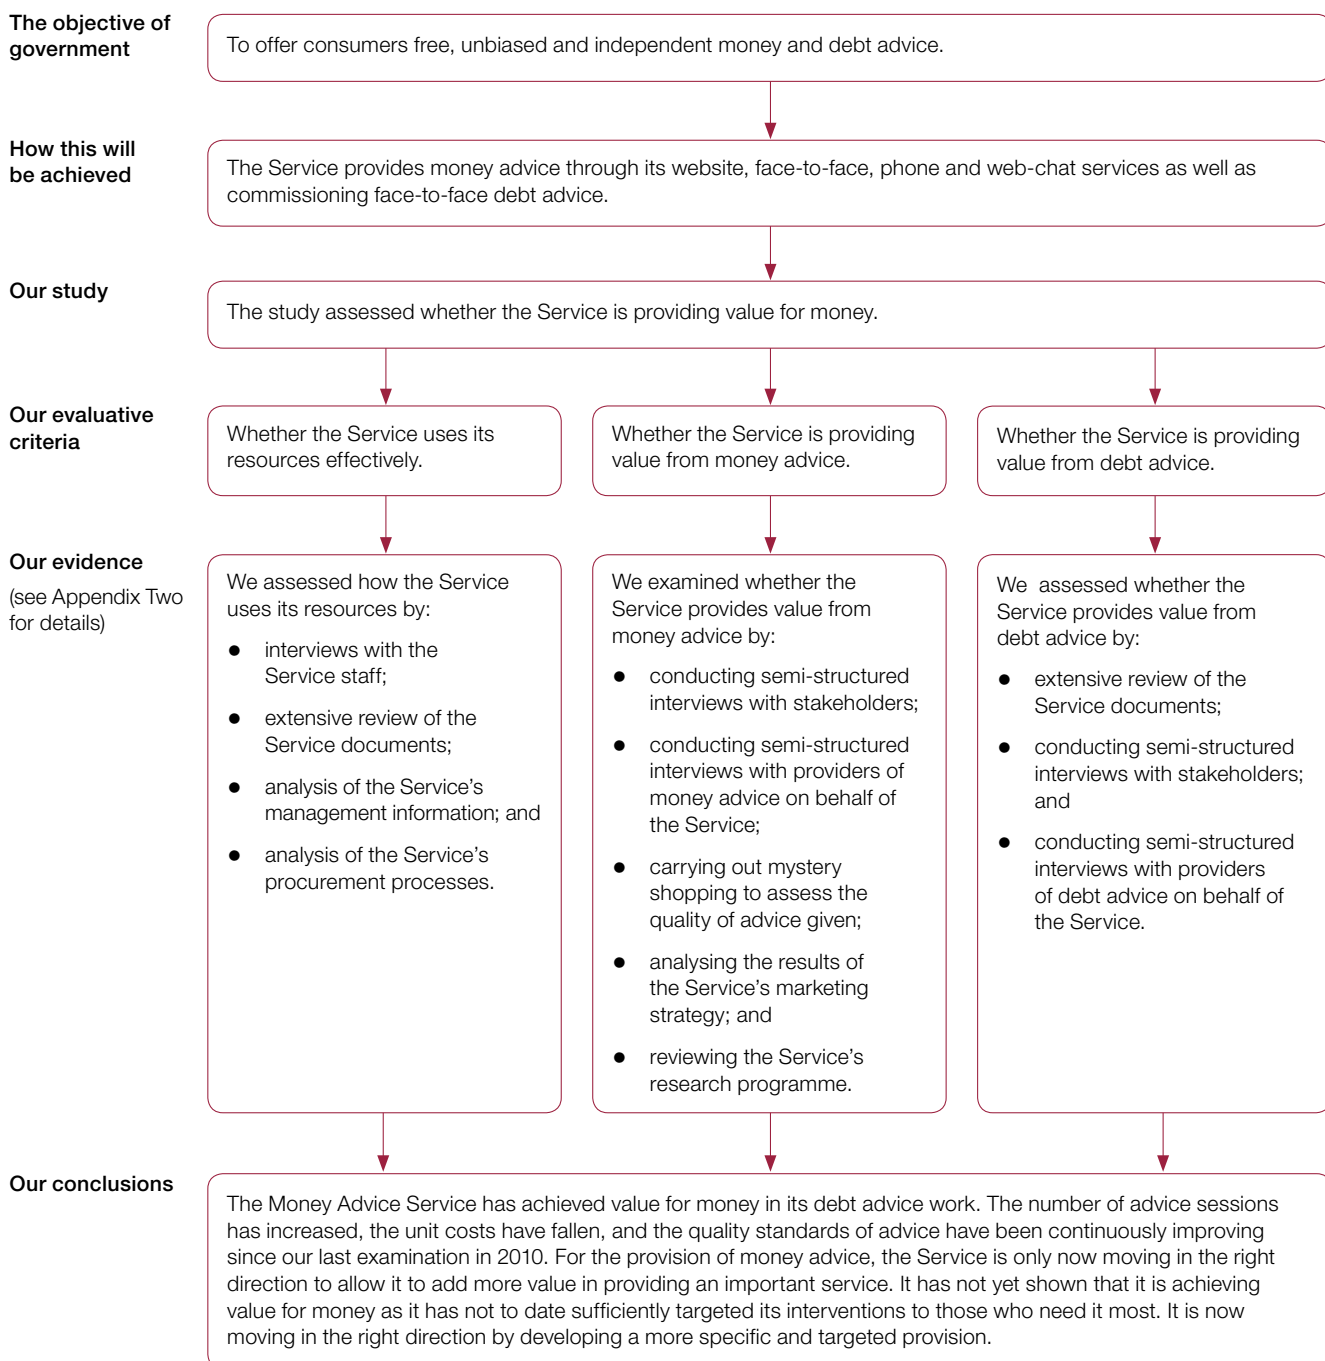 The objective of
government
To offer consumers free, unbiased and independent money and debt advice.
How this will
be achieved
The Service provides money advice through its website, face-to-face, phone and web-chat services as well as
commissioning face-to-face debt advice.
Our study
The study assessed whether the Service is providing value for money.
Our evaluative
criteria
Whether the Service uses its
resources effectively.
Whether the Service is providing
value from money advice.
Whether the Service is providing
value from debt advice.
Our evidence
(see Appendix Two
for details)
We assessed how the Service
uses its resources by:
● interviews with the
Service staff;
● extensive review of the
Service documents;
● analysis of the Service's
management information; and
● analysis of the Service's
procurement processes.
We examined whether the
Service provides value from
money advice by:
● conducting semi-structured
interviews with stakeholders;
● conducting semi-structured
interviews with providers of
money advice on behalf of
the Service;
● carrying out mystery
shopping to assess the
quality of advice given;
● analysing the results of
the Service's marketing
strategy; and
● reviewing the Service's
research programme.
We assessed whether the
Service provides value from
debt advice by:
● extensive review of the
Service documents;
● conducting semi-structured
interviews with stakeholders;
and
● conducting semi-structured
interviews with providers
of debt advice on behalf of
the Service.
Our conclusions
The Money Advice Service has achieved value for money in its debt advice work. The number of advice sessions
has increased, the unit costs have fallen, and the quality standards of advice have been continuously improving
since our last examination in 2010. For the provision of money advice, the Service is only now moving in the right
direction to allow it to add more value in providing an important service. It has not yet shown that it is achieving
value for money as it has not to date sufficiently targeted its interventions to those who need it most. It is now
moving in the right direction by developing a more specific and targeted provision.